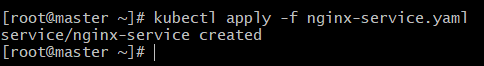 [root@master ~]# kubectl apply -f nginx-service.yaml
service/nginx-service created
[root@master ~]#